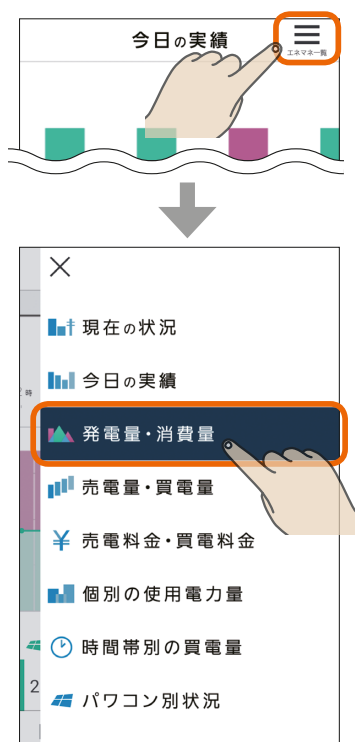 今日の実績
エネマネ一覧
現在の状況
今日の実績
時
発電量・消費量
売電量・買電量
売電料金・買電料金
個別の使用電力量
時間帯別の買電量
2
パワコン別状況